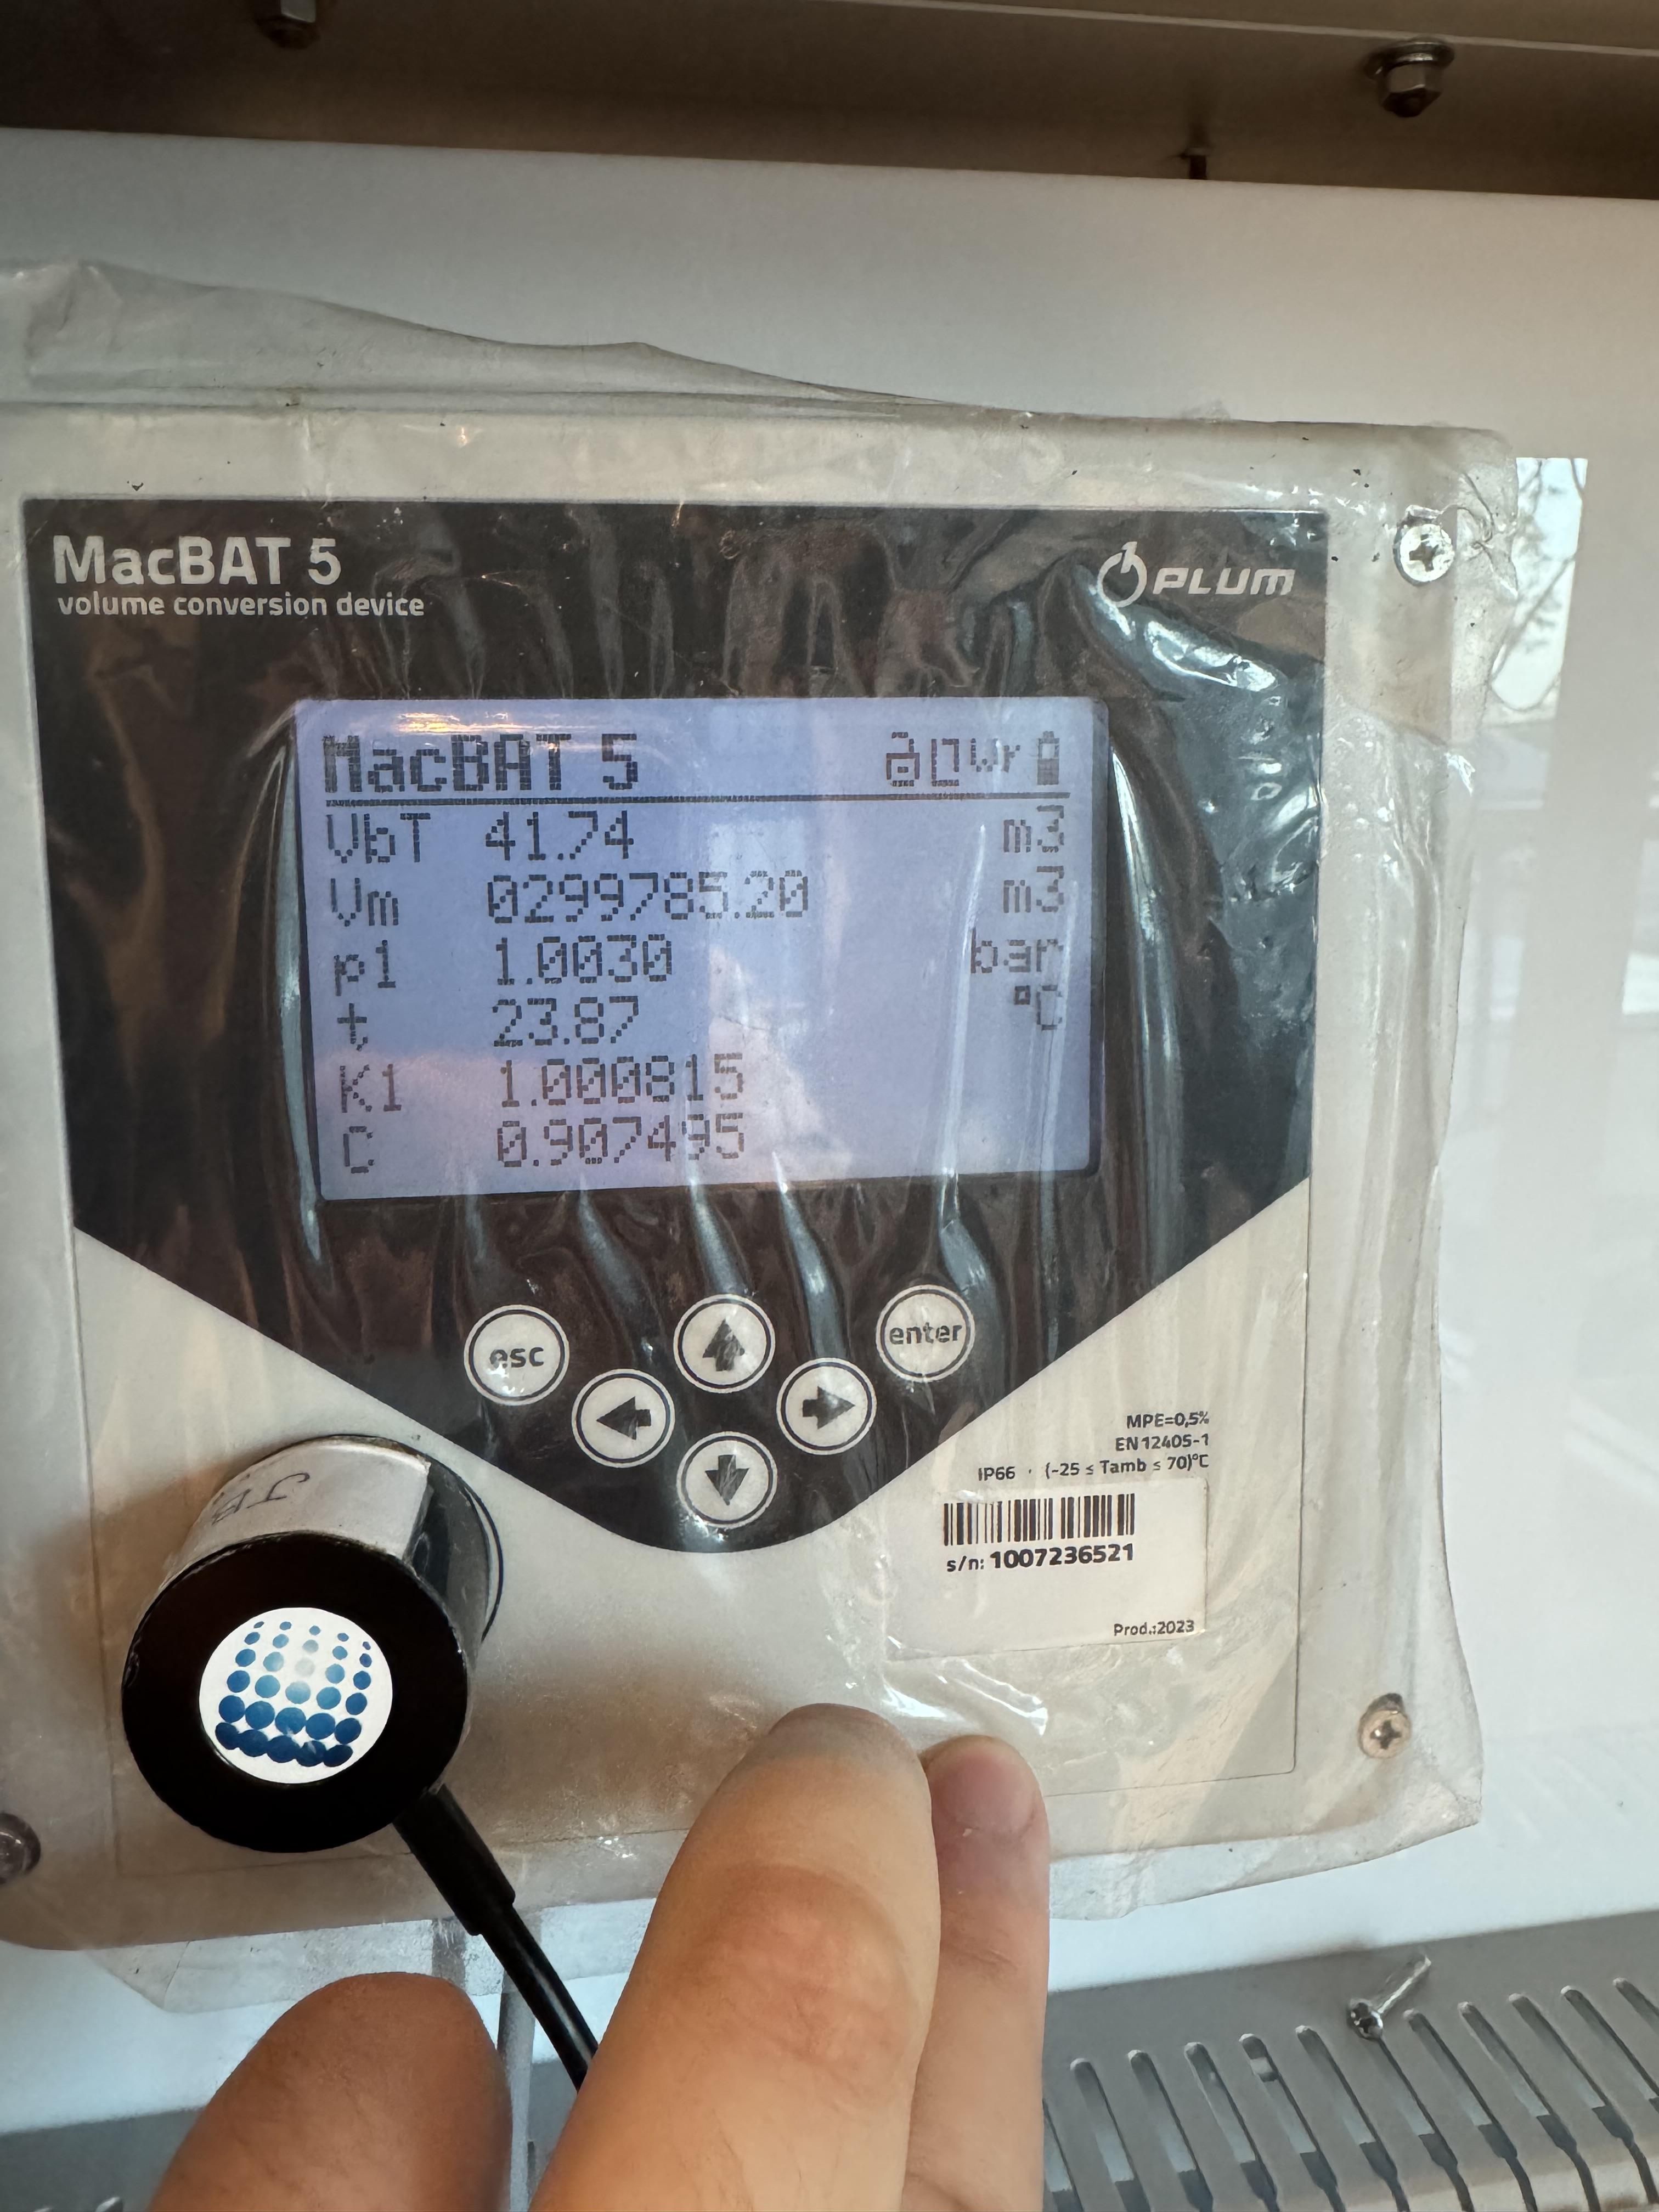 MacBAT 5
volume conversion device
PLUM
MacBAT 5 wr
VbT 41.74 m3
Vm 0299785.20 m3
p1 1.0030 bar
t 23.87 °C
K1 1.000815
C 0.907495
esc
enter
MPE=0,5%
EN12405-1
IP66 · (-25 ≤ Tamb ≤ 70)°C
s/n: 1007236521
Prod.:2023